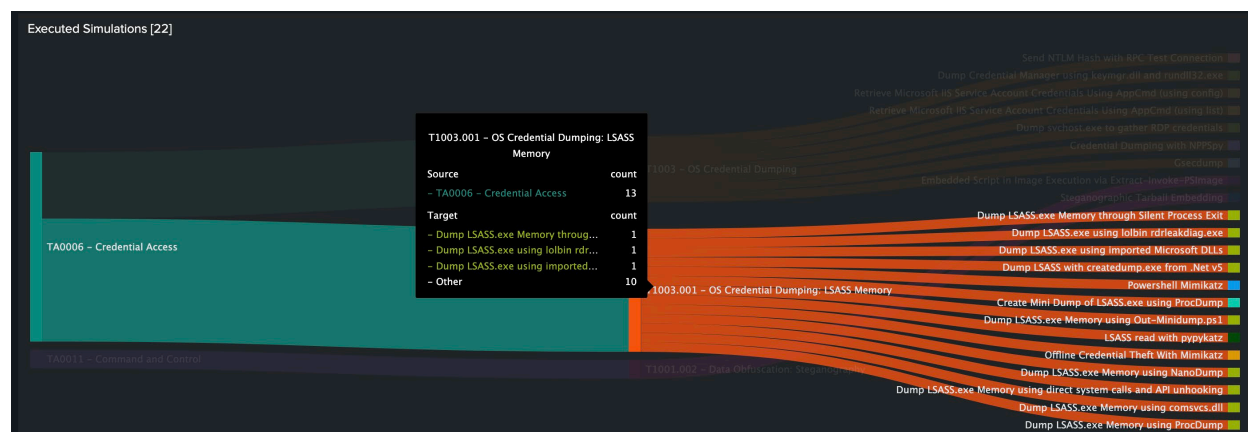 Executed Simulations [22]
Send NTLM Hash with RPC Test Connection
Dump Credential Manager using keymgr.dll and rundll32.exe
Retrieve Microsoft IIS Service Account Credentials Using AppCmd (using config)
Retrieve Microsoft IIS Service Account Credentials Using AppCmd (using list)
Dump svchost.exe to gather RDP credentials
Credential Dumping with NPPSpy
Gsecdump
Embedded Script in Image Execution via Extract-Invoke-PSImage
Steganographic Tarball Embedding
T1003 - OS Credential Dumping
T1003.001 - OS Credential Dumping: LSASS
Memory
Source count
- TA0006 - Credential Access 13
Target count
- Dump LSASS.exe Memory throug... 1
- Dump LSASS.exe using lolbin rdr... 1
- Dump LSASS.exe using imported... 1
- Other 10
TA0006 - Credential Access
T1003.001 - OS Credential Dumping: LSASS Memory
Dump LSASS.exe Memory through Silent Process Exit
Dump LSASS.exe using lolbin rdrleakdiag.exe
Dump LSASS.exe using imported Microsoft DLLs
Dump LSASS with createdump.exe from .Net v5
Powershell Mimikatz
Create Mini Dump of LSASS.exe using ProcDump
Dump LSASS.exe Memory using Out-Minidump.ps1
LSASS read with pypykatz
Offline Credential Theft With Mimikatz
Dump LSASS.exe Memory using NanoDump
Dump LSASS.exe Memory using direct system calls and API unhooking
Dump LSASS.exe Memory using comsvcs.dll
Dump LSASS.exe Memory using ProcDump
TA0011 - Command and Control
T1001.002 - Data Obfuscation: Steganography